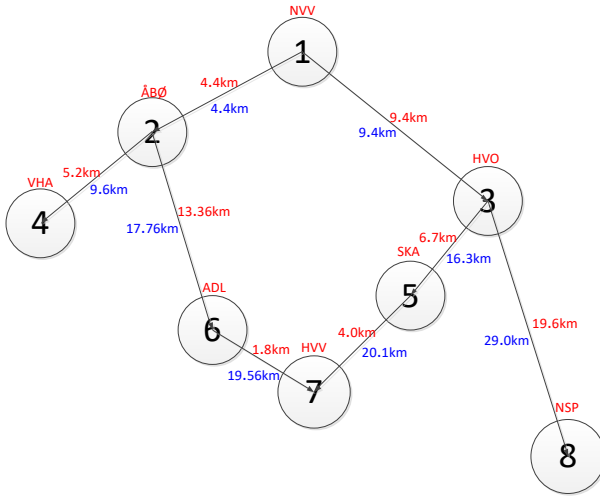 NVV
1
4.4km
4.4km
9.4km
9.4km
ÅBØ
2
HVO
3
5.2km
9.6km
VHA
4
13.36km
17.76km
6.7km
16.3km
SKA
5
ADL
6
1.8km
19.56km
HVV
7
4.0km
20.1km
19.6km
29.0km
NSP
8